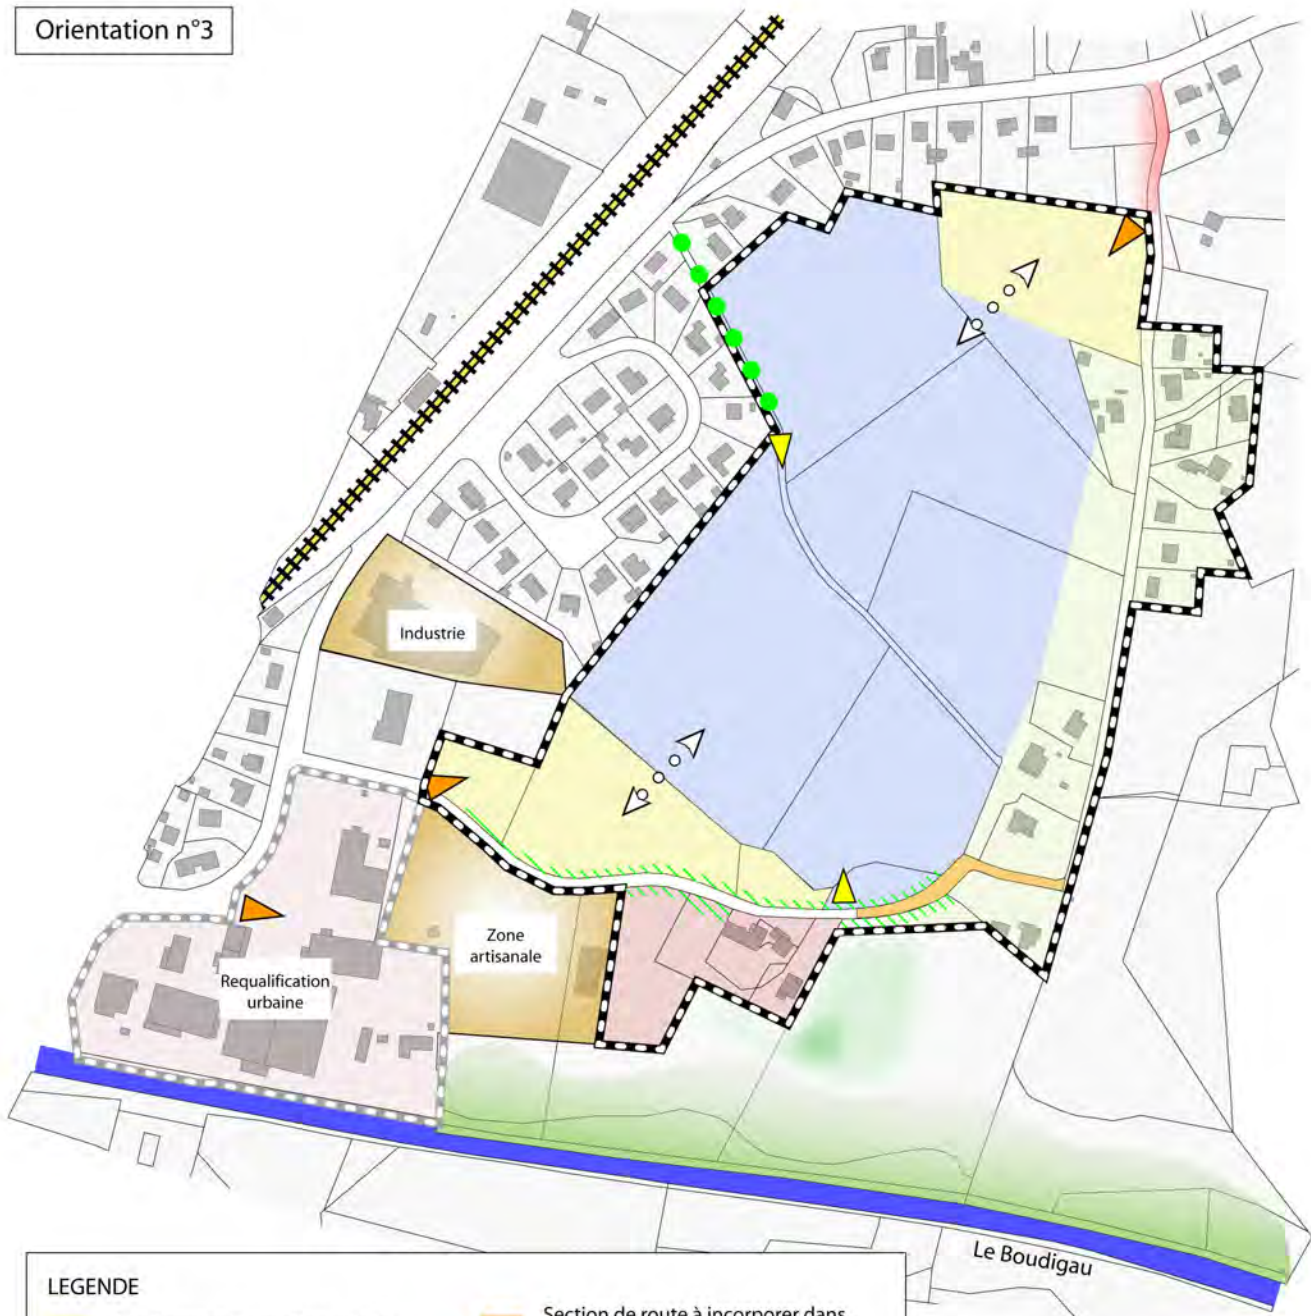 Orientation n°3
Industrie
Zone
artisanale
Requalification
urbaine
Le Boudigau
LEGENDE
Section de route à incorporer dans